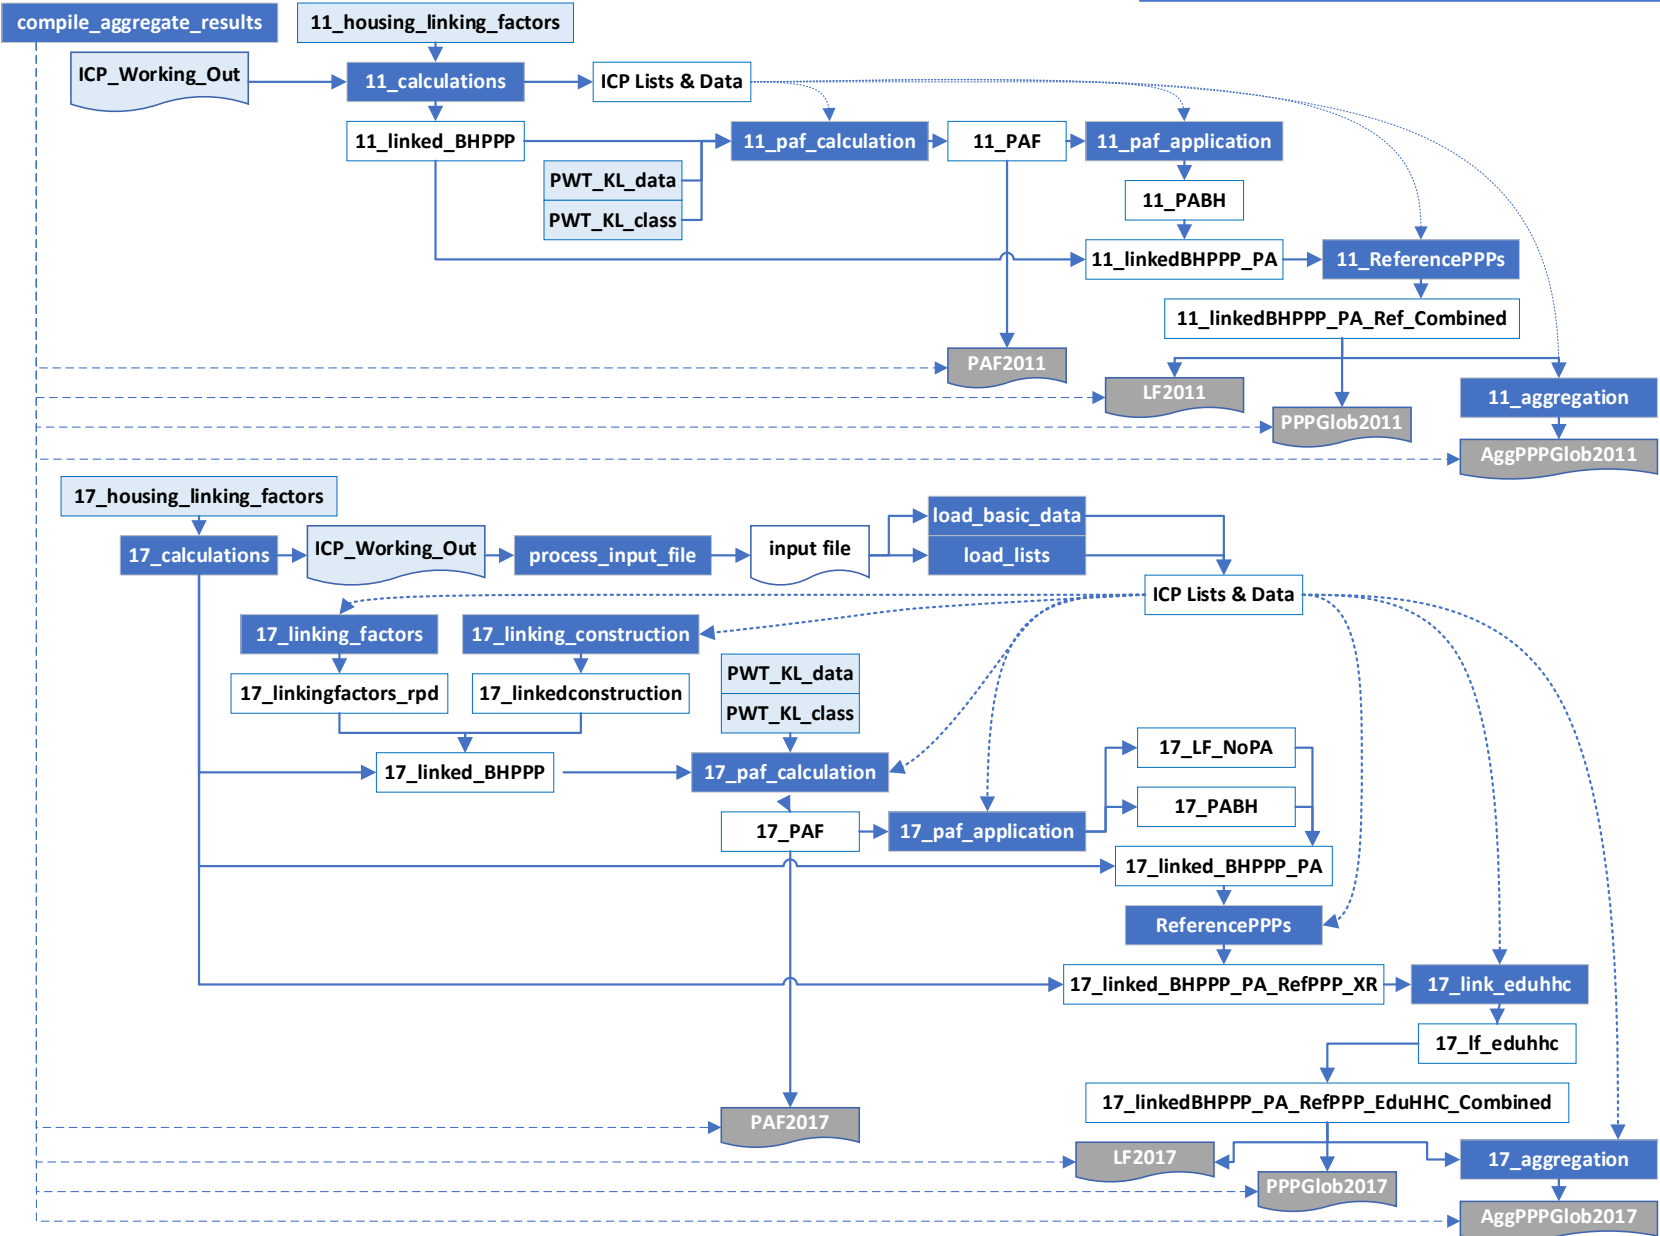 compile_aggregate_results
11_housing_linking_factors
ICP_Working_Out
11_calculations
ICP Lists & Data
11_linked_BHPPP
11_paf_calculation
11_PAF
11_paf_application
PWT_KL_data
PWT_KL_class
11_PABH
11_linkedBHPPP_PA
11_ReferencePPPs
11_linkedBHPPP_PA_Ref_Combined
PAF2011
LF2011
11_aggregation
PPPGlob2011
AggPPPGlob2011
17_housing_linking_factors
17_calculations
ICP_Working_Out
process_input_file
input file
load_basic_data
load_lists
ICP Lists & Data
17_linking_factors
17_linking_construction
17_linkingfactors_rpd
17_linkedconstruction
PWT_KL_data
PWT_KL_class
17_linked_BHPPP
17_paf_calculation
17_LF_NoPA
17_PABH
17_PAF
17_paf_application
17_linked_BHPPP_PA
ReferencePPPs
17_linked_BHPPP_PA_RefPPP_XR
17_link_eduhhc
17_lf_eduhhc
17_linkedBHPPP_PA_RefPPP_EduHHC_Combined
PAF2017
LF2017
17_aggregation
PPPGlob2017
AggPPPGlob2017